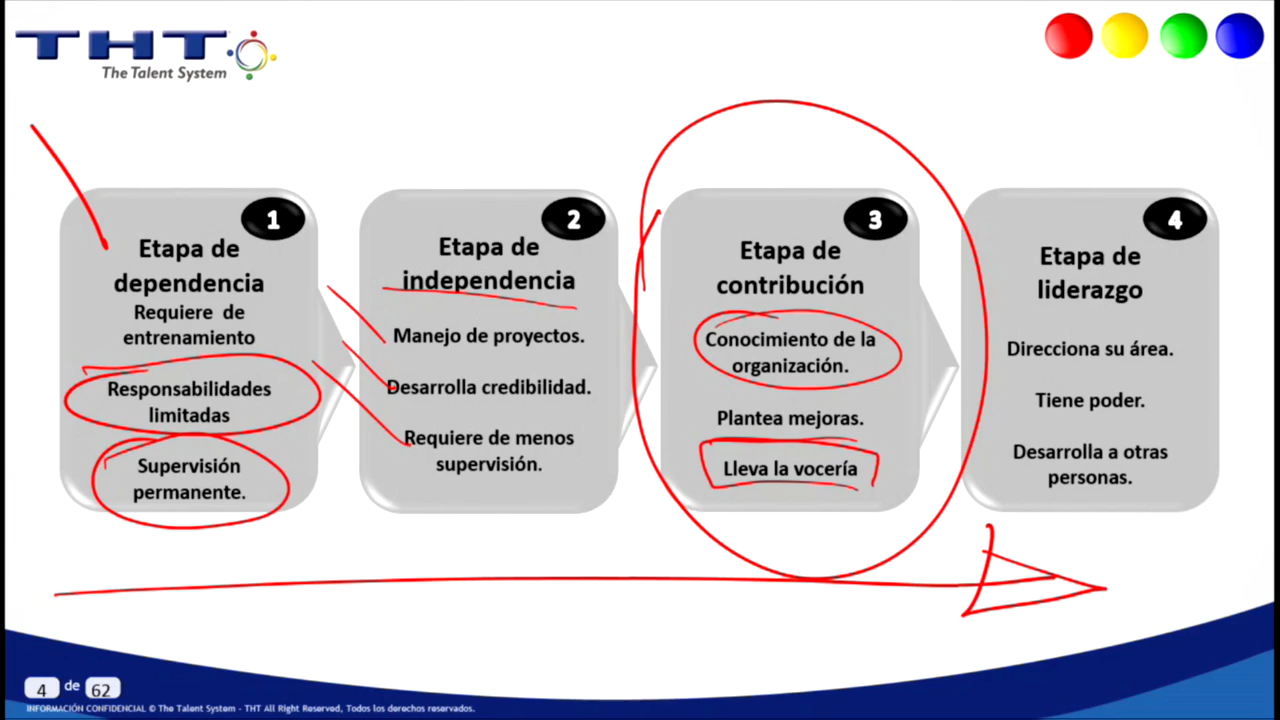 THT
The Talent System
1
Etapa de
dependencia
Requiere de
entrenamiento
Responsabilidades
limitadas
Supervisión
permanente.
2
Etapa de
independencia
Manejo de proyectos.
Desarrolla credibilidad.
Requiere de menos
supervisión.
3
Etapa de
contribución
Conocimiento de la
organización.
Plantea mejoras.
Lleva la vocería
4
Etapa de
liderazgo
Direcciona su área.
Tiene poder.
Desarrolla a otras
personas.
4 de 62
INFORMACIÓN CONFIDENCIAL © The Talent System - THT All Right Reserved, Todos los derechos reservados.